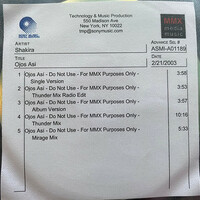 Technology & Music Production
550 Madison Ave
New York, NY 10022
tmp@sonymusic.com
MMX
MEDIA
MUSIC
ARTIST
Shakira
Advance No. #
ASMI-A01189
TITLE
Ojos Asi
DATE
2/21/2003
1 Ojos Asi - Do Not Use - For MMX Purposes Only - 3:58
Single Version
2 Ojos Asi - Do Not Use - For MMX Purposes Only - 3:57
Thunder Mix Radio Edit
3 Ojos Asi - Do Not Use - For MMX Purposes Only -
Album Version
4 Ojos Asi - Do Not Use - For MMX Purposes Only - 10:16
Thunder Mix
5 Ojos Asi - Do Not Use - For MMX Purposes Only - 5:33
Mirage Mix